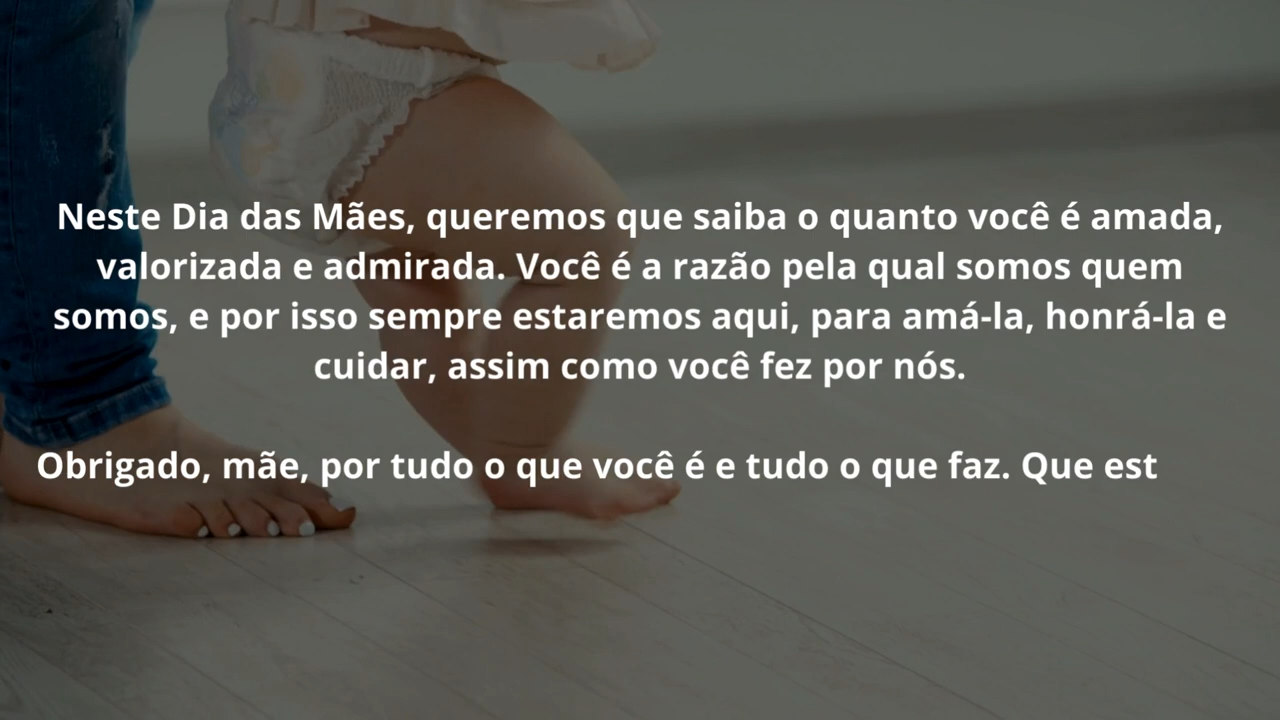 Neste Dia das Mães, queremos que saiba o quanto você é amada,
valorizada e admirada. Você é a razão pela qual somos quem
somos, e por isso sempre estaremos aqui, para amá-la, honrá-la e
cuidar, assim como você fez por nós.
Obrigado, mãe, por tudo o que você é e tudo o que faz. Que est